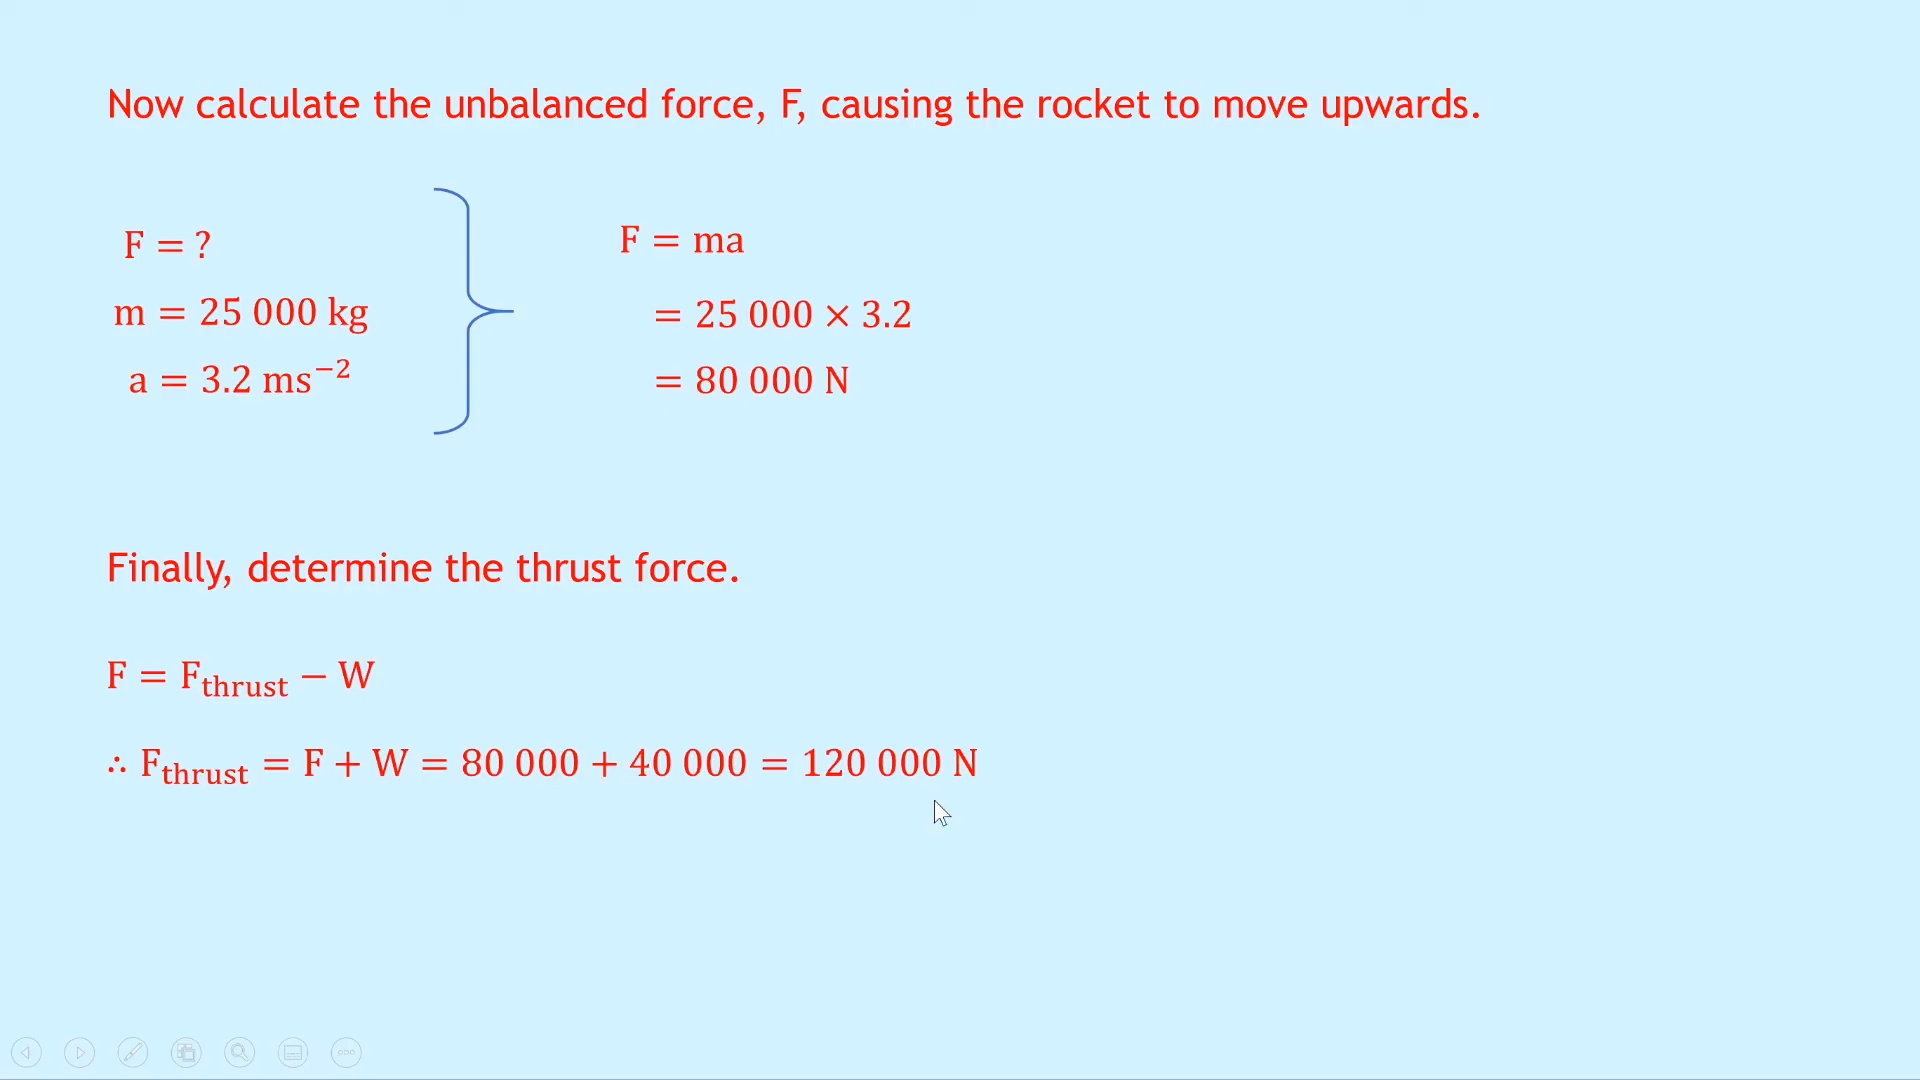 Now calculate the unbalanced force, F, causing the rocket to move upwards.
F = ?
m = 25 000 kg
a = 3.2 ms⁻²
F = ma
= 25 000 × 3.2
= 80 000 N
Finally, determine the thrust force.
F = F_thrust − W
∴ F_thrust = F + W = 80 000 + 40 000 = 120 000 N